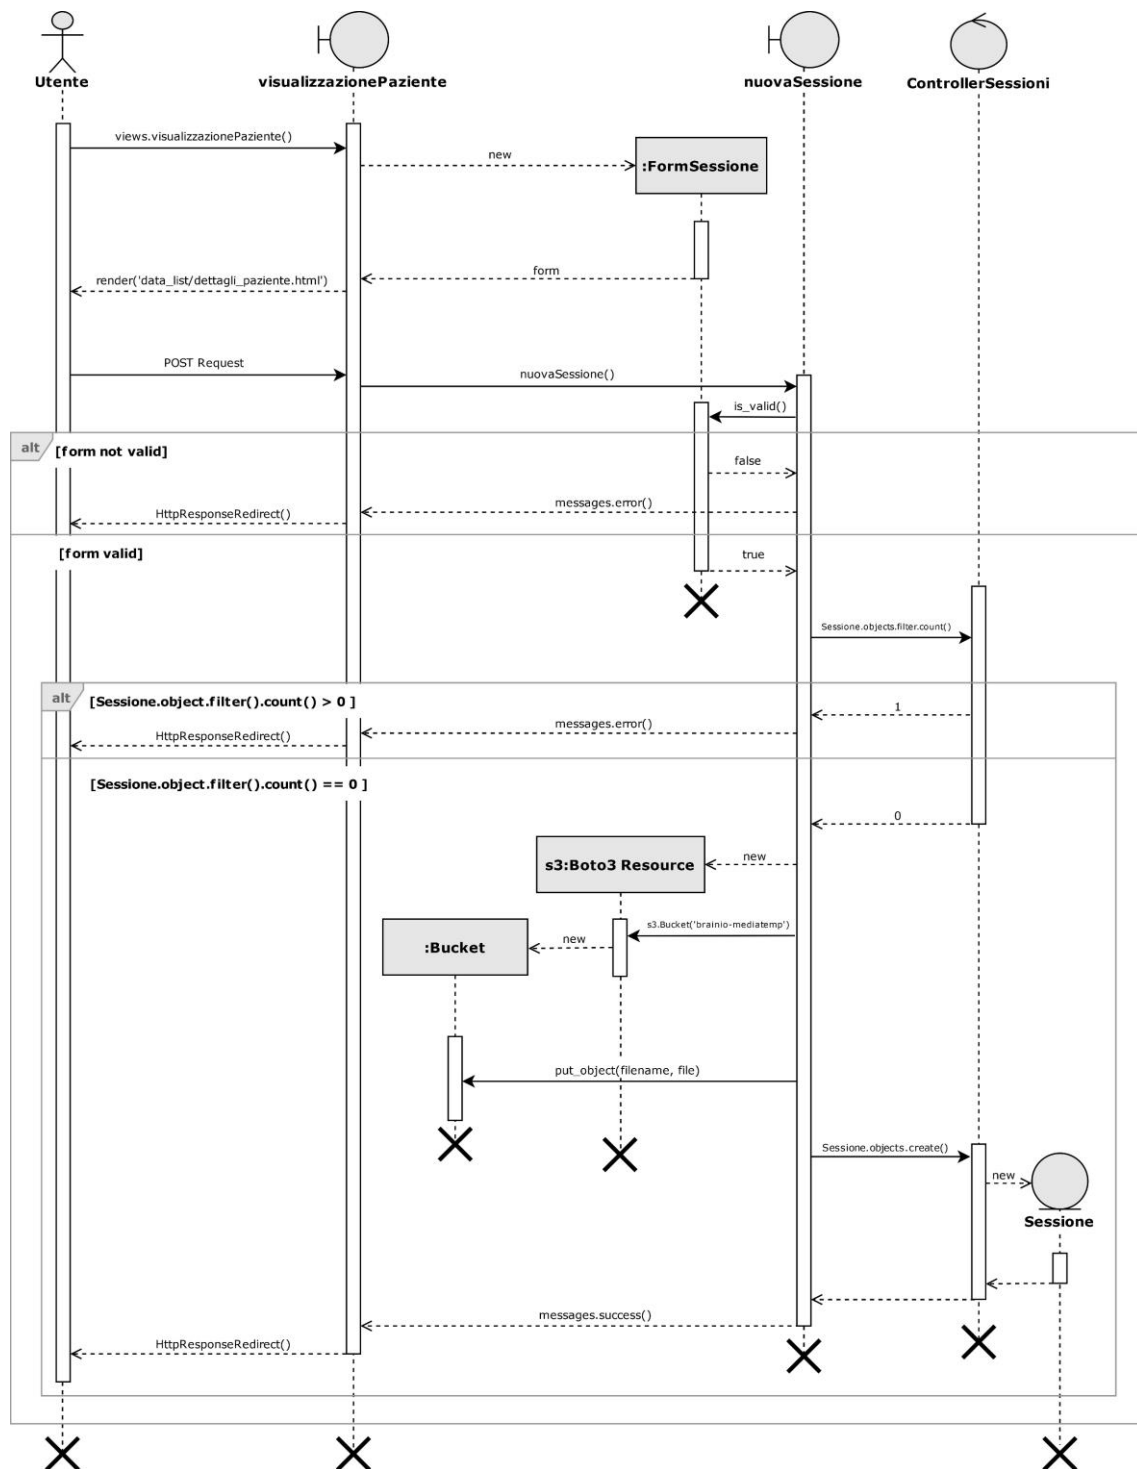 Utente
visualizzazionePaziente
nuovaSessione
ControllerSessioni
views.visualizzazionePaziente()
new
:FormSessione
form
render('data_list/dettagli_paziente.html')
POST Request
nuovaSessione()
is_valid()
alt
[form not valid]
false
messages.error()
HttpResponseRedirect()
[form valid]
true
Sessione.objects.filter.count()
alt
[Sessione.object.filter().count() > 0 ]
1
messages.error()
HttpResponseRedirect()
[Sessione.object.filter().count() == 0 ]
0
new
s3:Boto3 Resource
s3.Bucket('brainio-mediatemp')
new
:Bucket
put_object(filename, file)
Sessione.objects.create()
new
Sessione
messages.success()
HttpResponseRedirect()